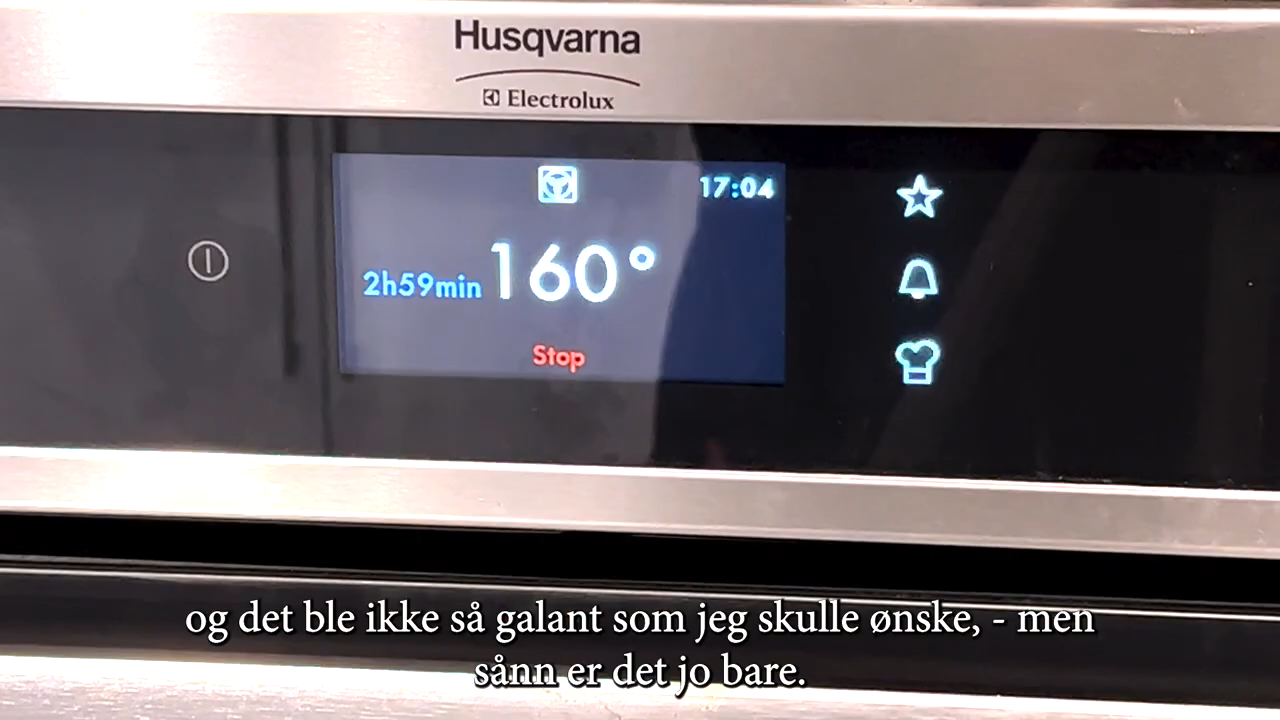 Husqvarna
Electrolux
17:04
2h59min 160°
Stop
og det ble ikke så galant som jeg skulle ønske, - men
sånn er det jo bare.